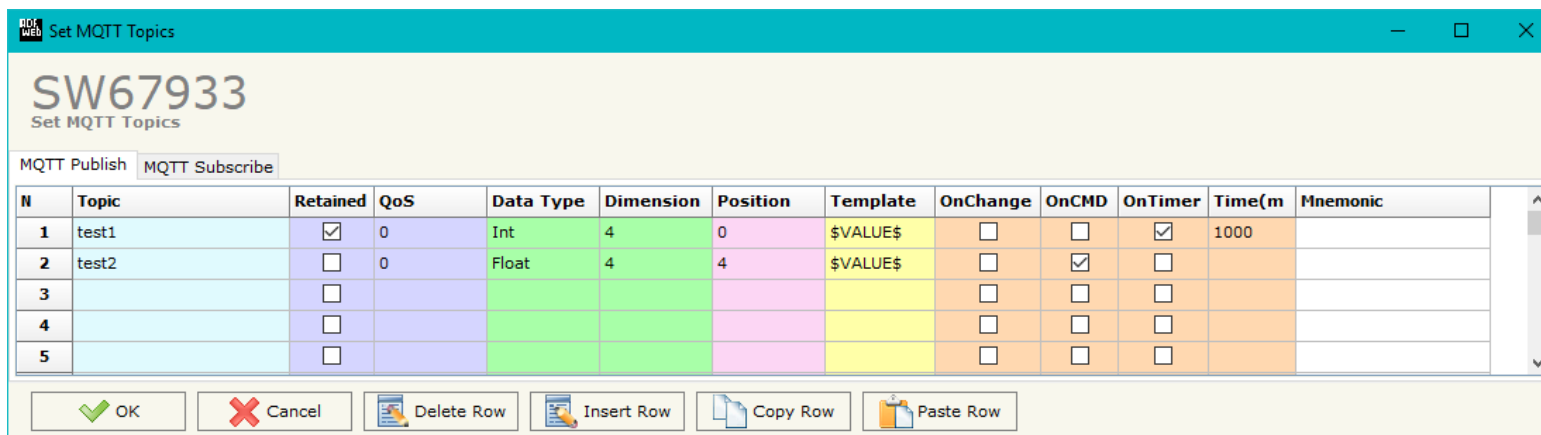 ADF WEB Set MQTT Topics
SW67933
Set MQTT Topics
MQTT Publish MQTT Subscribe
N Topic Retained QoS Data Type Dimension Position Template OnChange OnCMD OnTimer Time(m Mnemonic
1 test1 0 Int 4 0 $VALUE$ 1000
2 test2 0 Float 4 4 $VALUE$
3
4
5
OK Cancel Delete Row Insert Row Copy Row Paste Row